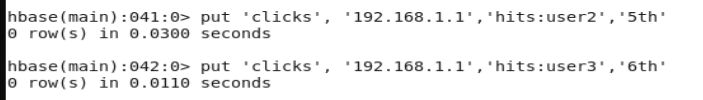 hbase(main):041:0> put 'clicks', '192.168.1.1','hits:user2','5th'
0 row(s) in 0.0300 seconds
hbase(main):042:0> put 'clicks', '192.168.1.1','hits:user3','6th'
0 row(s) in 0.0110 seconds